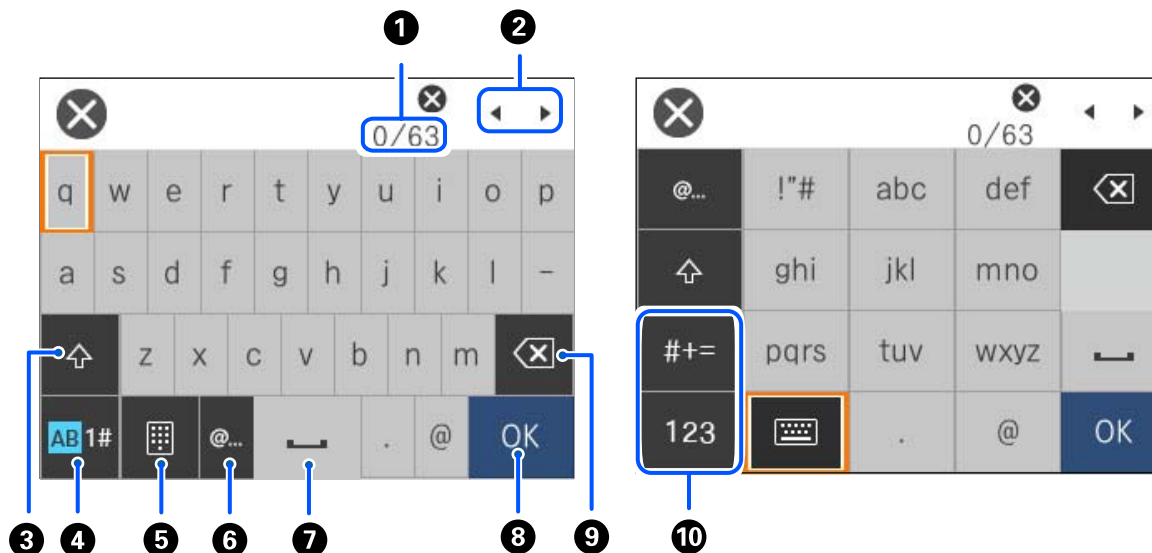 1 2
0/63 0/63
q w e r t y u i o p
@... !"# abc def
a s d f g h j k l -
ghi jkl mno
z x c v b n m
#+= pqrs tuv wxyz
AB 1# @... . @ OK
123 . @ OK
3 4 5 6 7 8 9 10